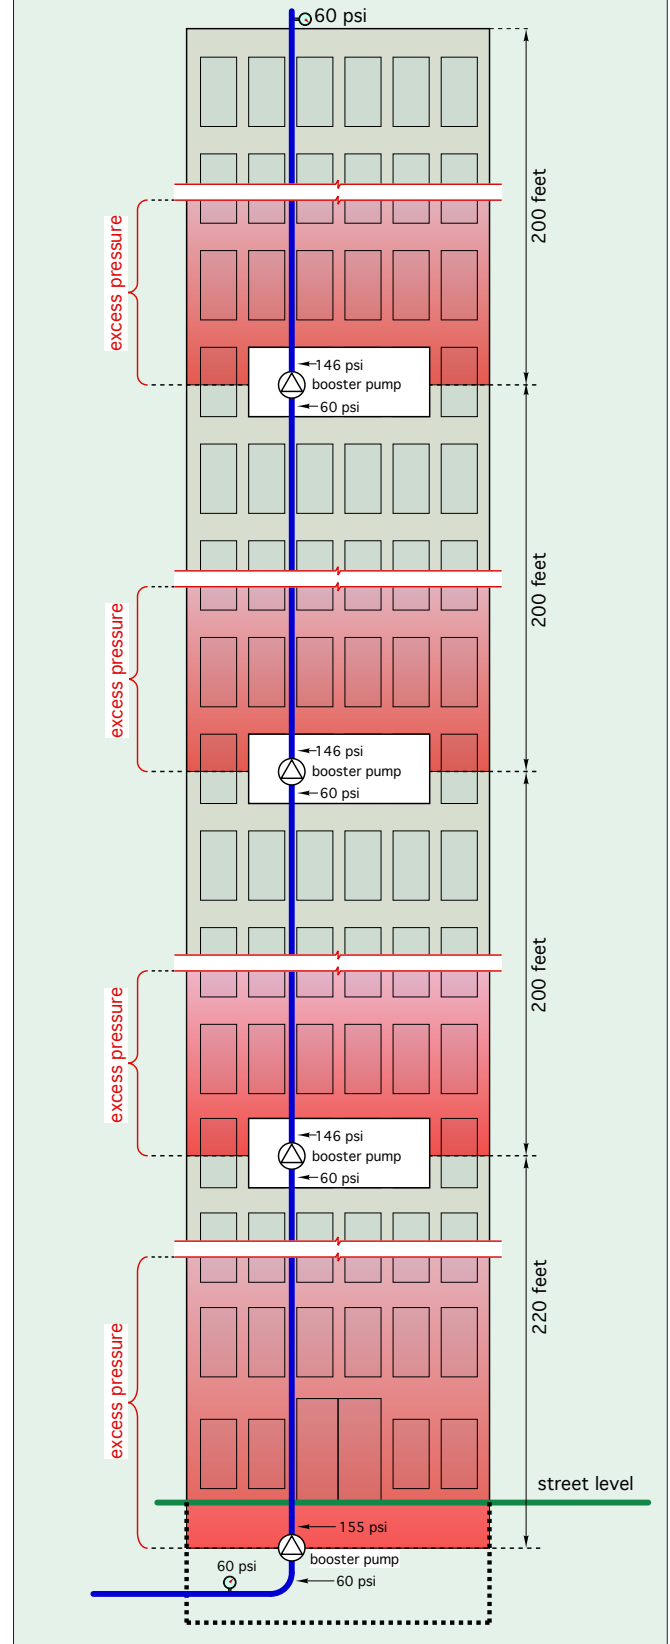 60 psi
200 feet
excess pressure
146 psi
booster pump
60 psi
200 feet
excess pressure
146 psi
booster pump
60 psi
200 feet
excess pressure
146 psi
booster pump
60 psi
220 feet
excess pressure
street level
155 psi
booster pump
60 psi
60 psi